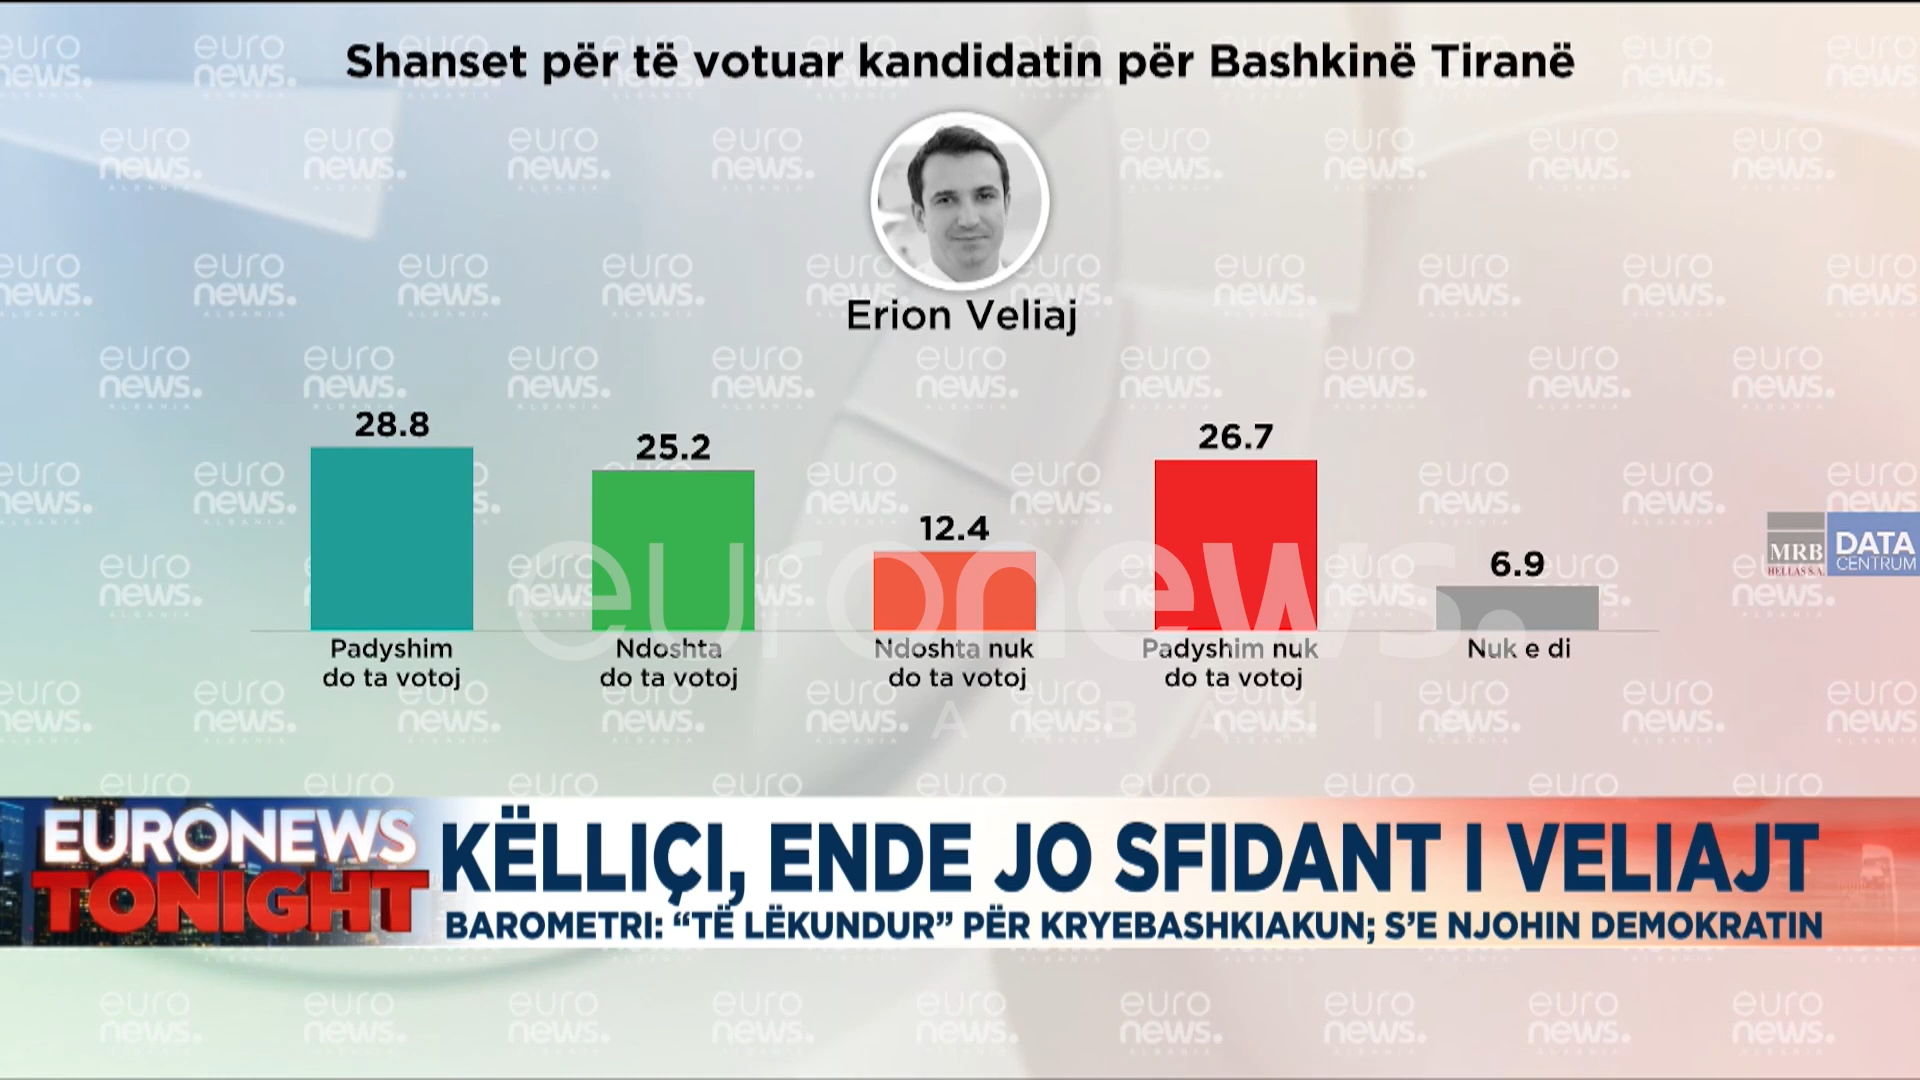 Shanset për të votuar kandidatin për Bashkinë Tiranë
Erion Veliaj
28.8
25.2
12.4
26.7
6.9
Padyshim
do ta votoj
Ndoshta
do ta votoj
Ndoshta nuk
do ta votoj
Padyshim nuk
do ta votoj
Nuk e di
MRB
HELLAS S.A.
DATA
CENTRUM
euronews.
ALBANIA
EURONEWS
TONIGHT
KËLLIÇI, ENDE JO SFIDANT I VELIAJT
BAROMETRI: “TË LËKUNDUR” PËR KRYEBASHKIAKUN; S’E NJOHIN DEMOKRATIN